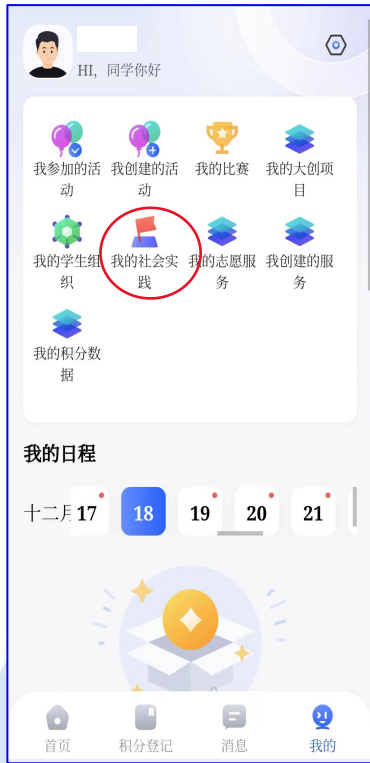 HI，同学你好
我参加的活 我创建的活 我的比赛 我的大创项
动 动 目
我的学生组 我的社会实 我的志愿服 我创建的服
织 践 务 务
我的积分数
据
我的日程
十二月 17 18 19 20 21
首页 积分登记 消息 我的